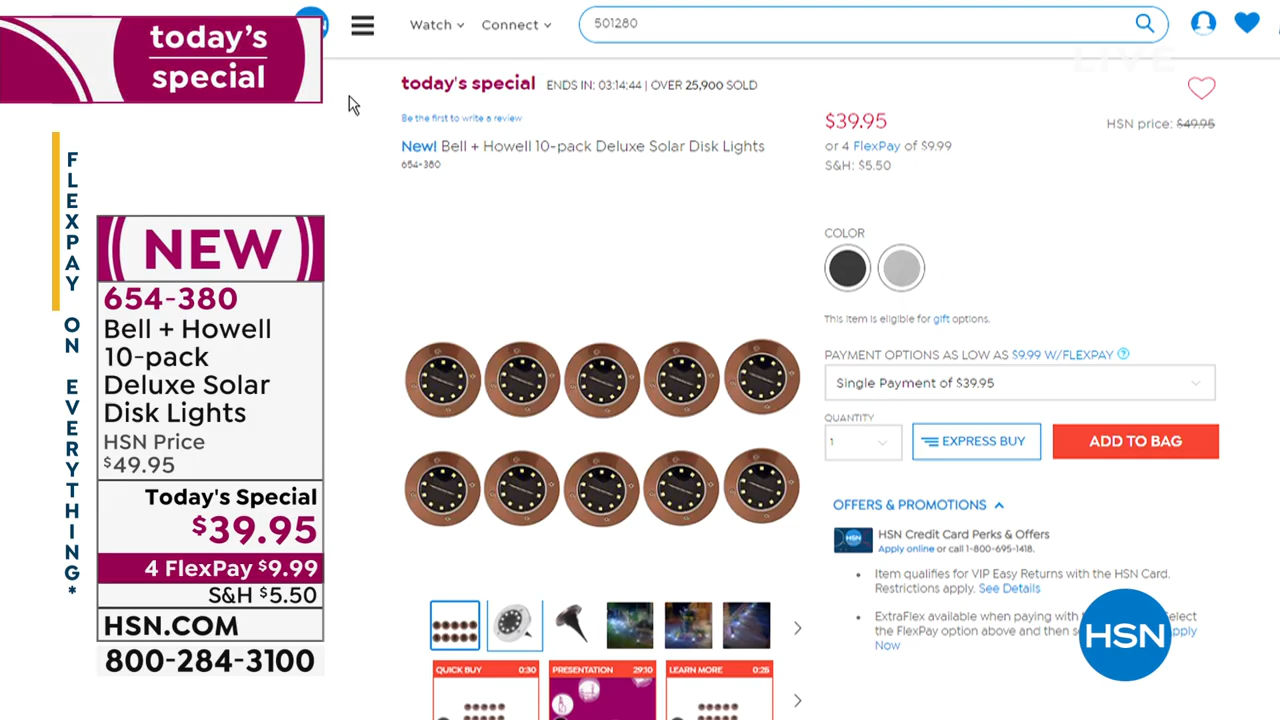 today's
special
FLEXPAY ON EVERYTHING*
NEW
654-380
Bell + Howell
10-pack
Deluxe Solar
Disk Lights
HSN Price
$49.95
Today's Special
$39.95
4 FlexPay $9.99
S&H $5.50
HSN.COM
800-284-3100
Watch
Connect
501280
LIVE
today's special ENDS IN: 03:14:44 | OVER 25,900 SOLD
Be the first to write a review
New! Bell + Howell 10-pack Deluxe Solar Disk Lights
654-380
$39.95
HSN price: $49.95
or 4 FlexPay of $9.99
S&H: $5.50
COLOR
This item is eligible for gift options.
PAYMENT OPTIONS AS LOW AS $9.99 W/FLEXPAY ?
Single Payment of $39.95
QUANTITY
1
EXPRESS BUY
ADD TO BAG
OFFERS & PROMOTIONS
HSN
HSN Credit Card Perks & Offers
Apply online or call 1-800-695-1418.
Item qualifies for VIP Easy Returns with the HSN Card.
Restrictions apply. See Details
ExtraFlex available when paying with
the FlexPay option above and then
Now
HSN
QUICK BUY 0:30
PRESENTATION 29:10
LEARN MORE 0:25